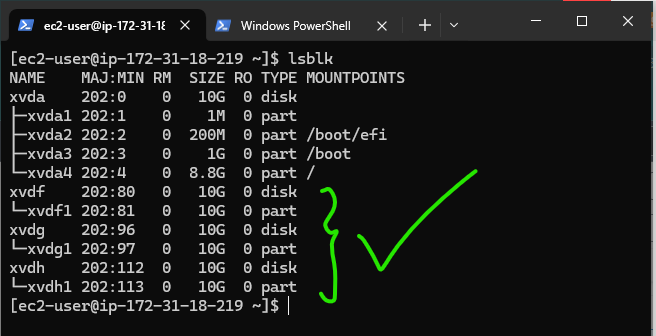 ec2-user@ip-172-31-18-219:~ Windows PowerShell
[ec2-user@ip-172-31-18-219 ~]$ lsblk
NAME    MAJ:MIN RM  SIZE RO TYPE MOUNTPOINTS
xvda    202:0    0   10G  0 disk
├─xvda1 202:1    0    1M  0 part
├─xvda2 202:2    0  200M  0 part /boot/efi
├─xvda3 202:3    0    1G  0 part /boot
└─xvda4 202:4    0  8.8G  0 part /
xvdf    202:80   0   10G  0 disk
└─xvdf1 202:81   0   10G  0 part
xvdg    202:96   0   10G  0 disk
└─xvdg1 202:97   0   10G  0 part
xvdh    202:112  0   10G  0 disk
└─xvdh1 202:113  0   10G  0 part
[ec2-user@ip-172-31-18-219 ~]$